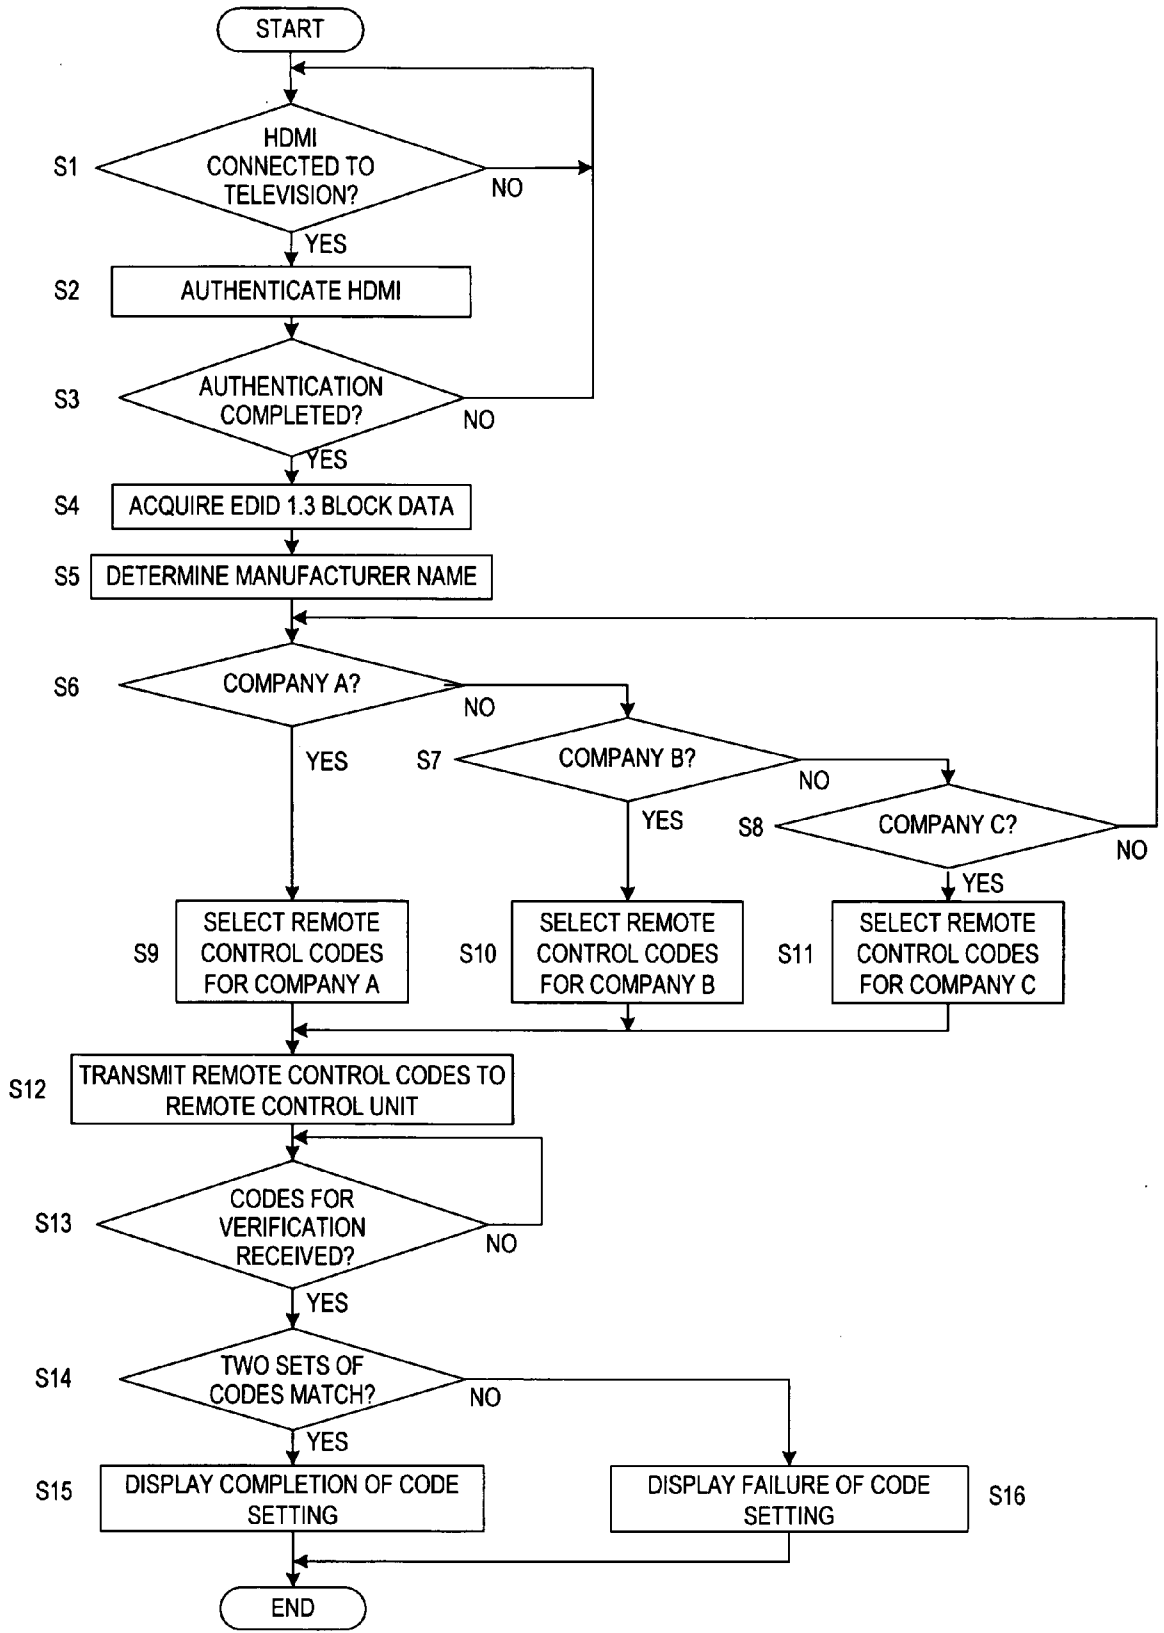 START
S1
HDMI
CONNECTED TO
TELEVISION?
NO
YES
S2
AUTHENTICATE HDMI
S3
AUTHENTICATION
COMPLETED?
NO
YES
S4
ACQUIRE EDID 1.3 BLOCK DATA
S5
DETERMINE MANUFACTURER NAME
S6
COMPANY A?
NO
YES
S7
COMPANY B?
NO
YES
S8
COMPANY C?
NO
YES
S9
SELECT REMOTE
CONTROL CODES
FOR COMPANY A
S10
SELECT REMOTE
CONTROL CODES
FOR COMPANY B
S11
SELECT REMOTE
CONTROL CODES
FOR COMPANY C
S12
TRANSMIT REMOTE CONTROL CODES TO
REMOTE CONTROL UNIT
S13
CODES FOR
VERIFICATION
RECEIVED?
NO
YES
S14
TWO SETS OF
CODES MATCH?
NO
YES
S15
DISPLAY COMPLETION OF CODE
SETTING
DISPLAY FAILURE OF CODE
SETTING
S16
END